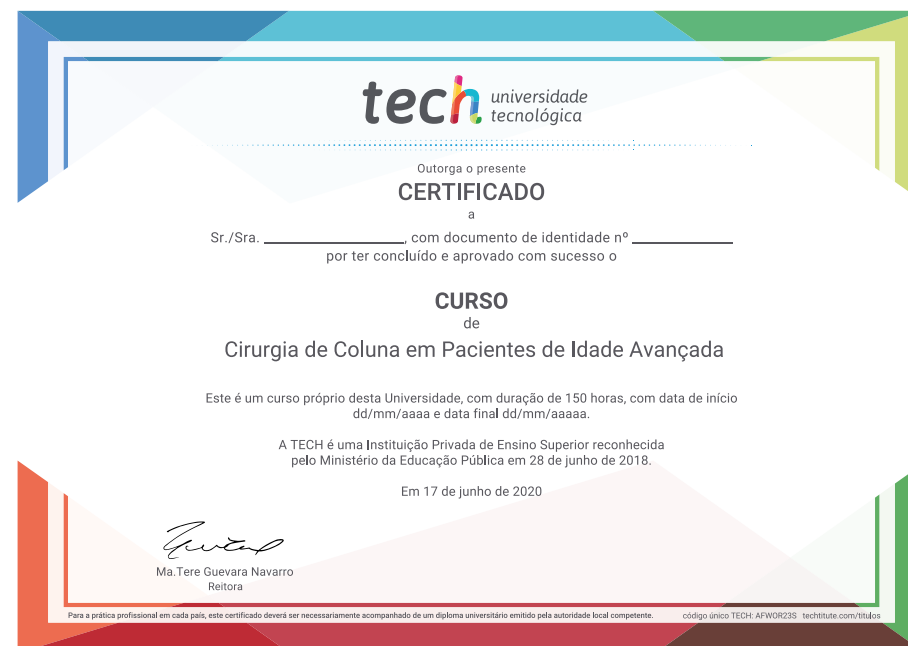 tech universidade
tecnológica
Outorga o presente
CERTIFICADO
a
Sr./Sra. ____________________, com documento de identidade nº ______________
por ter concluído e aprovado com sucesso o
CURSO
de
Cirurgia de Coluna em Pacientes de Idade Avançada
Este é um curso próprio desta Universidade, com duração de 150 horas, com data de início
dd/mm/aaaa e data final dd/mm/aaaaa.
A TECH é uma Instituição Privada de Ensino Superior reconhecida
pelo Ministério da Educação Pública em 28 de junho de 2018.
Em 17 de junho de 2020
Ma.Tere Guevara Navarro
Reitora
Para a prática profissional em cada país, este certificado deverá ser necessariamente acompanhado de um diploma universitário emitido pela autoridade local competente. código único TECH: AFWOR23S techtitute.com/titulos